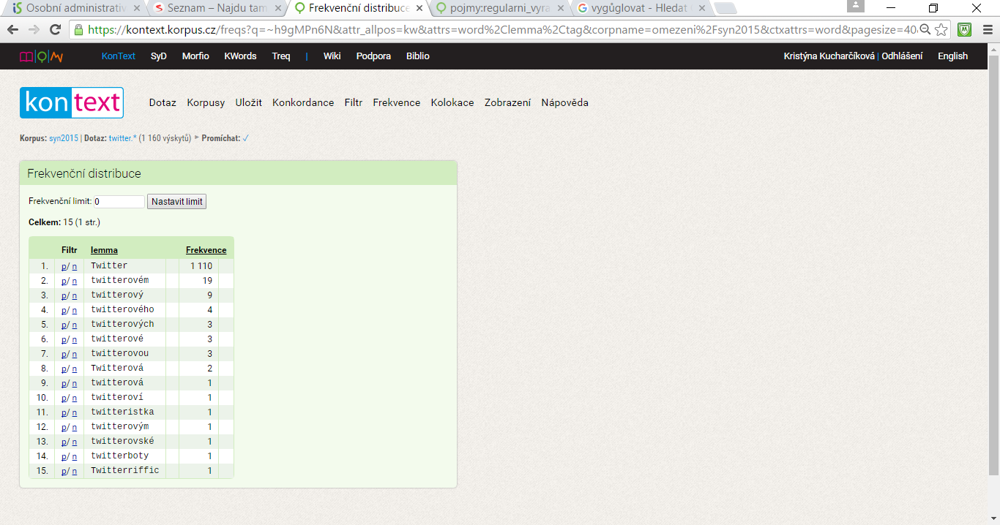 Osobní administrativ
Seznam – Najdu tam
Frekvenční distribuce
pojmy:regularni_vyra
vygůglovat - Hledat
https://kontext.korpus.cz/freqs?q=~h9gMPn6N&attr_allpos=kw&attrs=word%2Clemma%2Ctag&corpname=omezeni%2Fsyn2015&ctxattrs=word&pagesize=40
KonText SyD Morfio KWords Treq | Wiki Podpora Biblio
Kristýna Kucharčíková | Odhlášení English
kontext
Dotaz Korpusy Uložit Konkordance Filtr Frekvence Kolokace Zobrazení Nápověda
Korpus: syn2015 | Dotaz: twitter.* (1 160 výskytů) ▸ Promíchat: ✓
Frekvenční distribuce
Frekvenční limit: 0 Nastavit limit
Celkem: 15 (1 str.)
Filtr lemma Frekvence
1. p/ n Twitter 1 110
2. p/ n twitterovém 19
3. p/ n twitterový 9
4. p/ n twitterového 4
5. p/ n twitterových 3
6. p/ n twitterové 3
7. p/ n twitterovou 3
8. p/ n Twitterová 2
9. p/ n twitterová 1
10. p/ n twitteroví 1
11. p/ n twitteristka 1
12. p/ n twitterovým 1
13. p/ n twitterovské 1
14. p/ n twitterboty 1
15. p/ n Twitterriffic 1